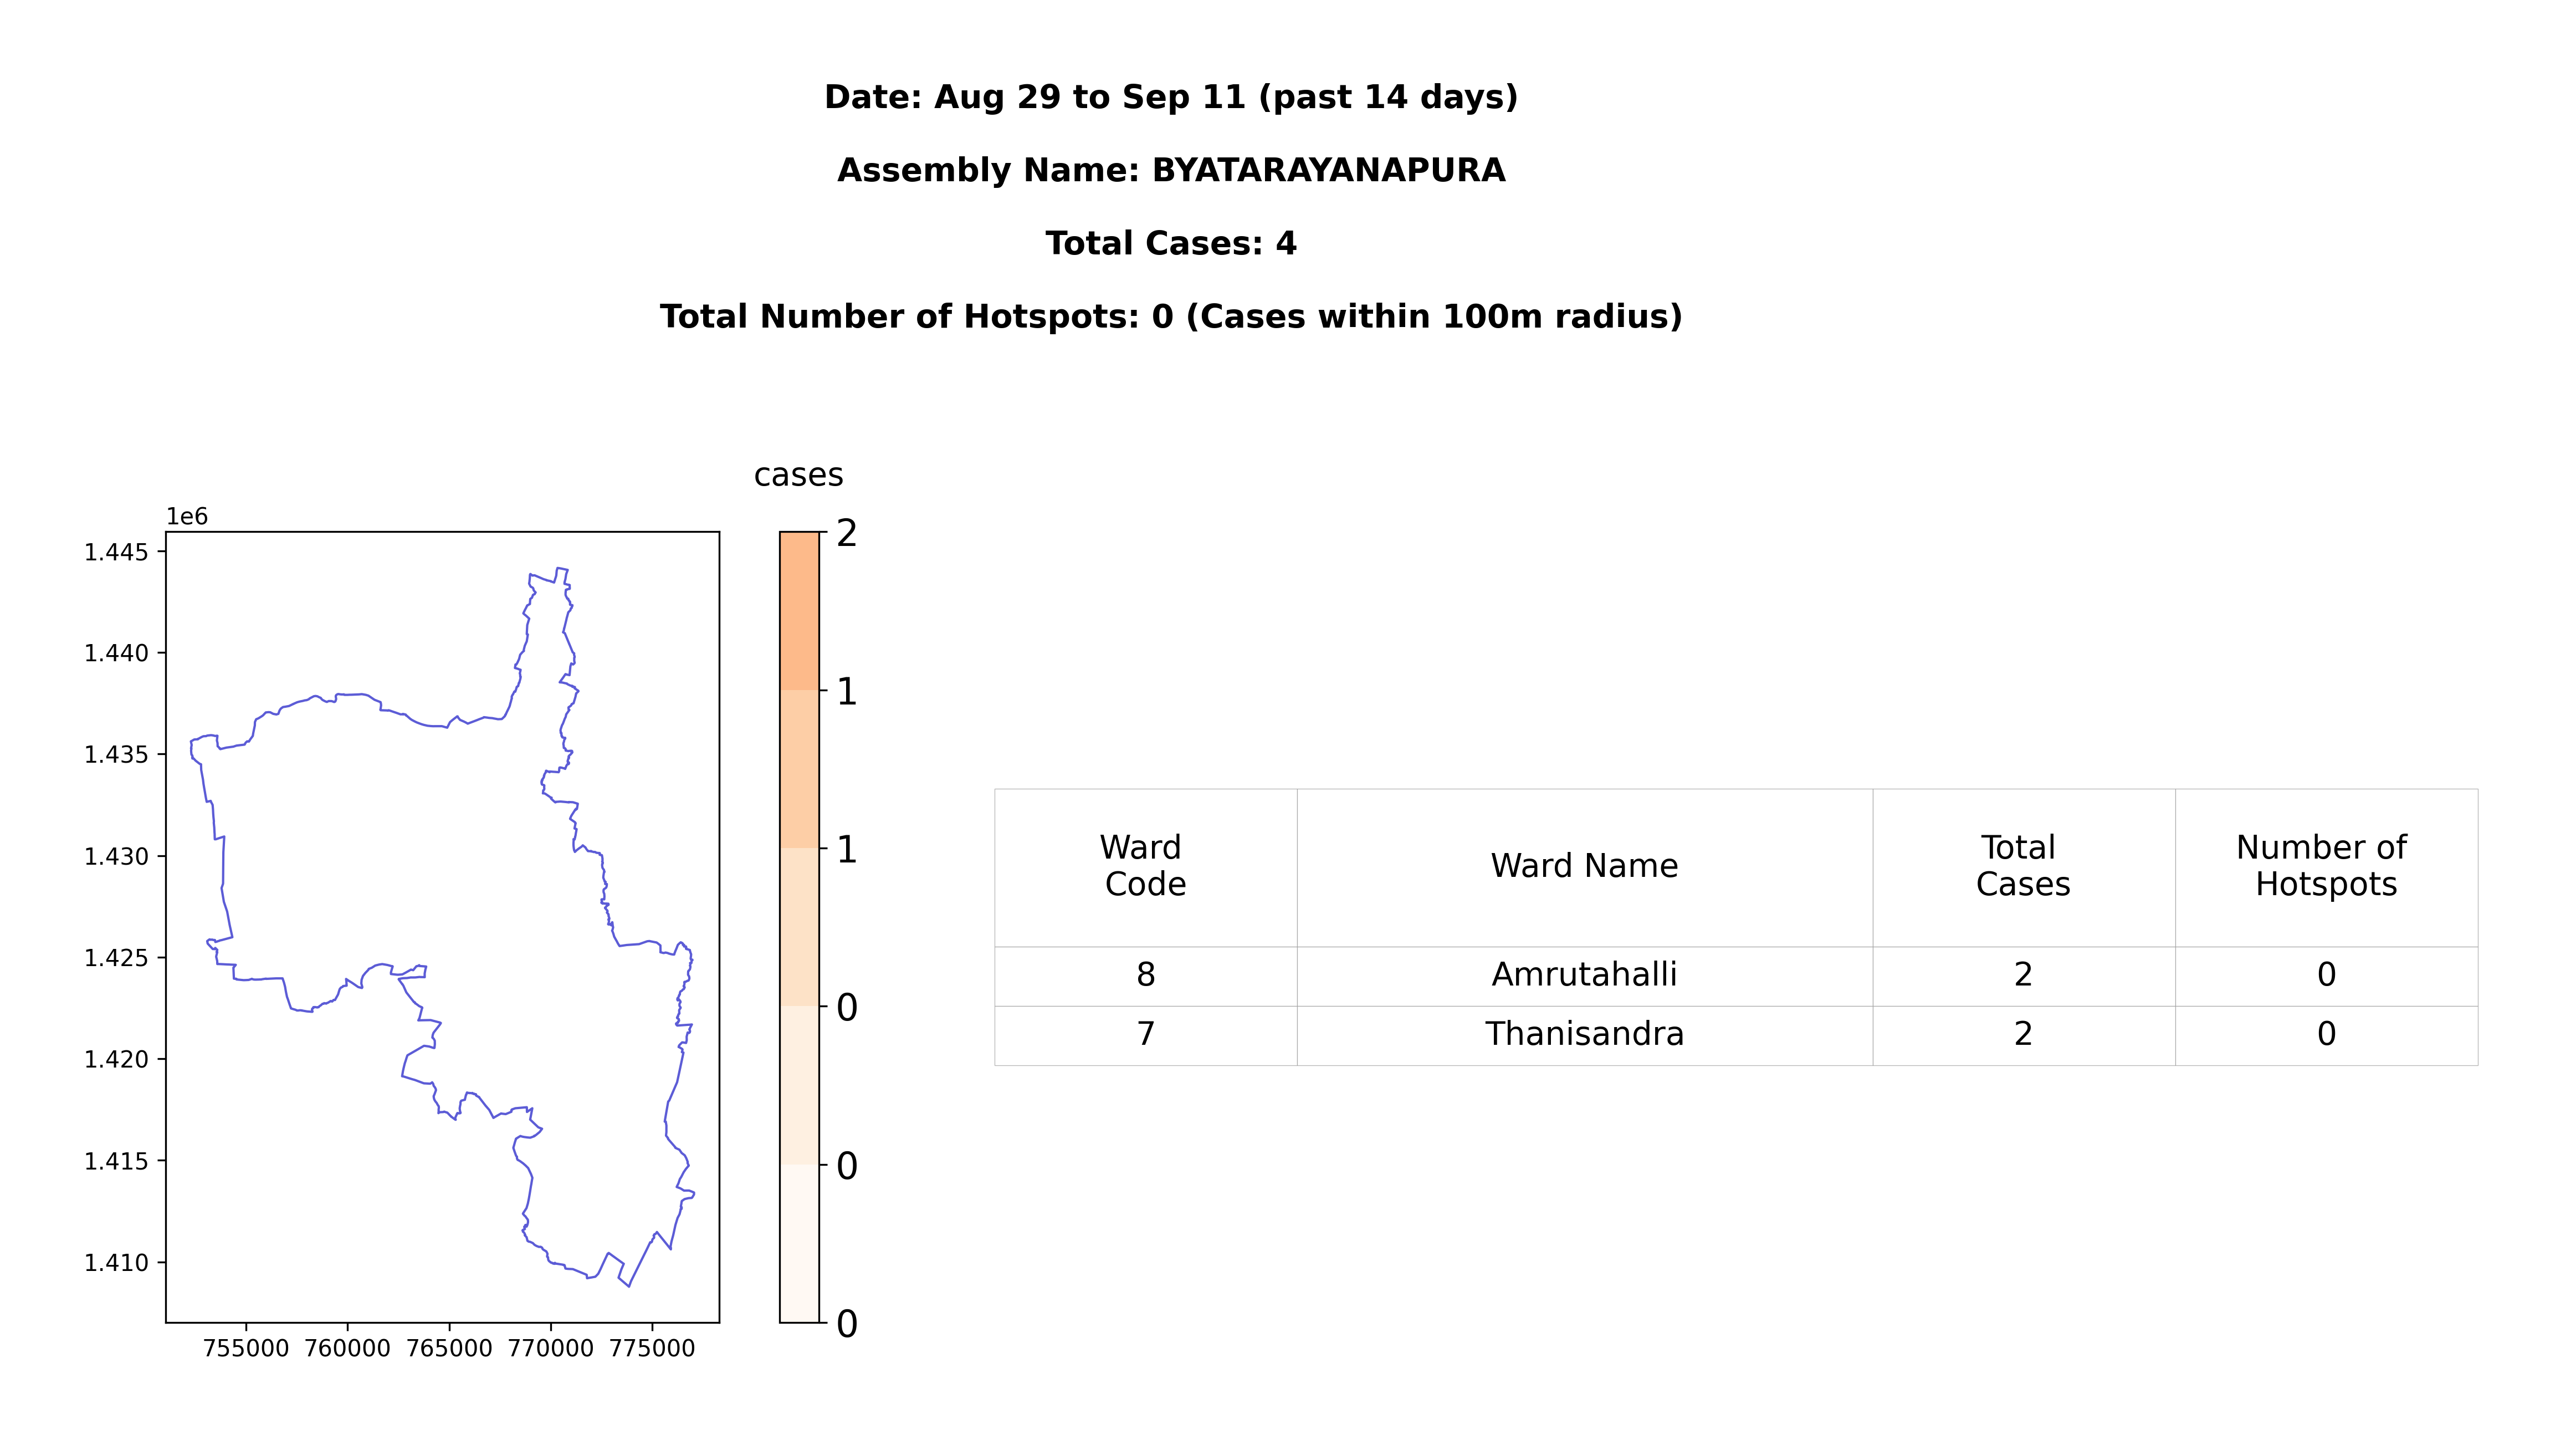 Date: Aug 29 to Sep 11 (past 14 days)
Assembly Name: BYATARAYANAPURA
Total Cases: 4
Total Number of Hotspots: 0 (Cases within 100m radius)
cases
1e6
1.445
1.440
1.435
1.430
1.425
1.420
1.415
1.410
755000 760000 765000 770000 775000
2
1
1
0
0
0
Ward Code Ward Name Total Cases Number of Hotspots
8 Amrutahalli 2 0
7 Thanisandra 2 0